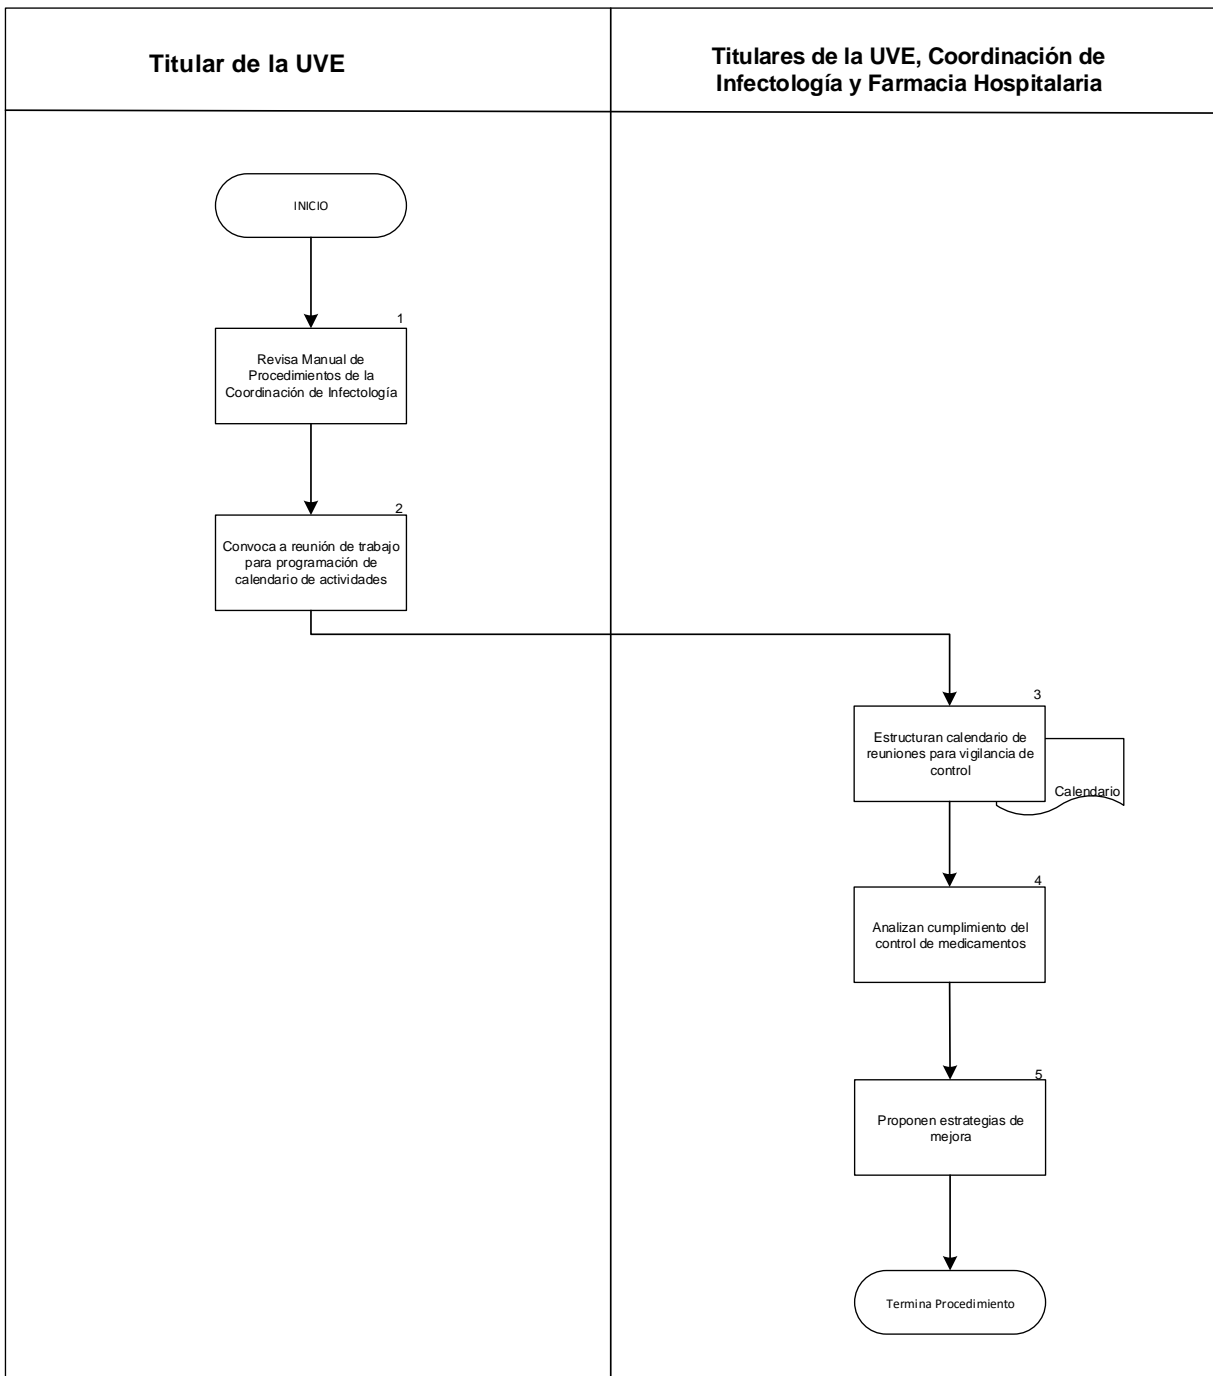 Titular de la UVE
Titulares de la UVE, Coordinación de
Infectología y Farmacia Hospitalaria
INICIO
1
Revisa Manual de
Procedimientos de la
Coordinación de Infectología
2
Convoca a reunión de trabajo
para programación de
calendario de actividades
3
Estructuran calendario de
reuniones para vigilancia de
control
Calendario
4
Analizan cumplimiento del
control de medicamentos
5
Proponen estrategias de
mejora
Termina Procedimiento